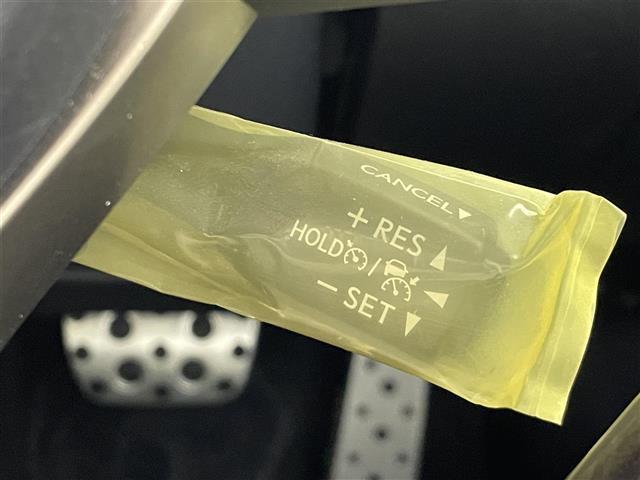 CANCEL▼
+ RES ▲
HOLD / ◀
− SET ▼